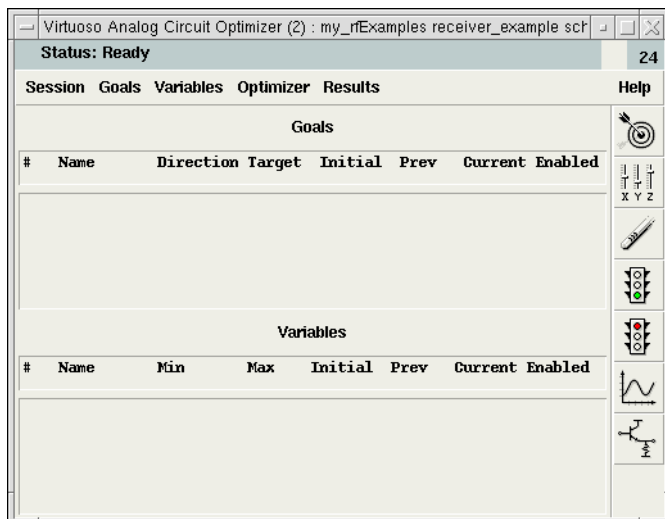 Virtuoso Analog Circuit Optimizer (2) : my_rfExamples receiver_example sch
Status: Ready
24
Session Goals Variables Optimizer Results Help
Goals
# Name Direction Target Initial Prev Current Enabled
X Y Z
Variables
# Name Min Max Initial Prev Current Enabled